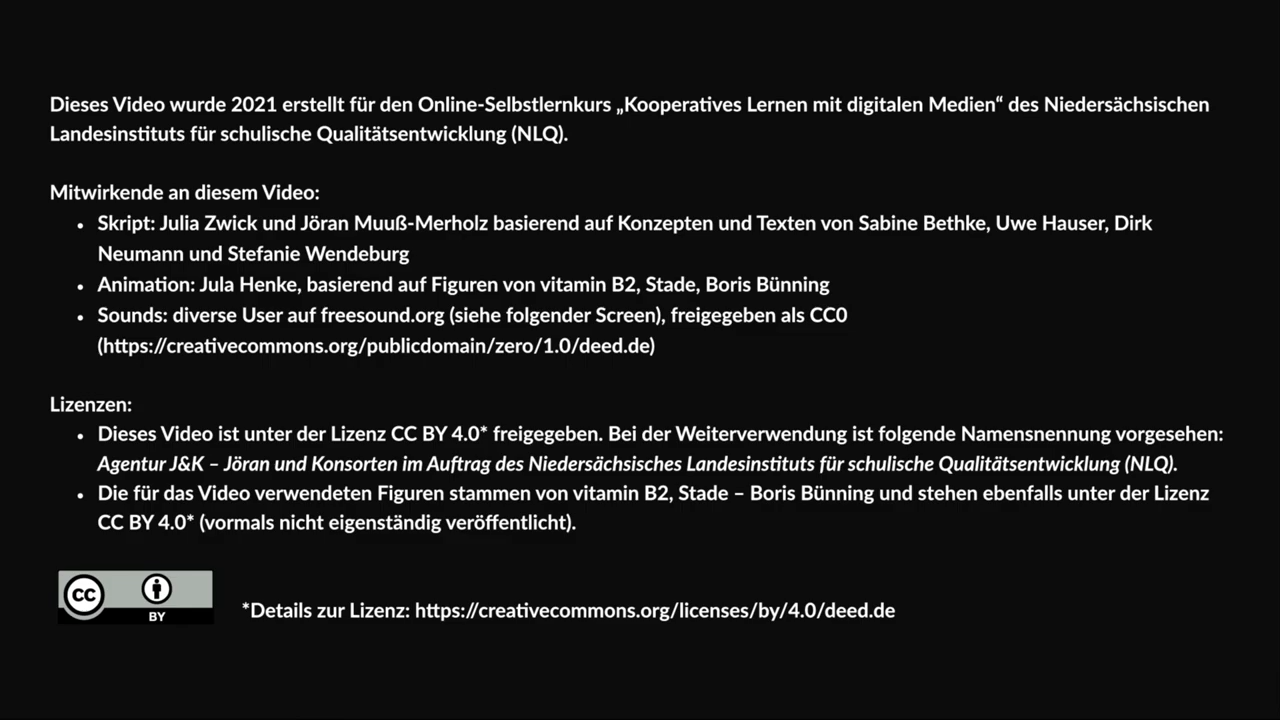 Dieses Video wurde 2021 erstellt für den Online-Selbstlernkurs „Kooperatives Lernen mit digitalen Medien“ des Niedersächsischen
Landesinstituts für schulische Qualitätsentwicklung (NLQ).
Mitwirkende an diesem Video:
• Skript: Julia Zwick und Jöran Muuß-Merholz basierend auf Konzepten und Texten von Sabine Bethke, Uwe Hauser, Dirk
Neumann und Stefanie Wendeburg
• Animation: Jula Henke, basierend auf Figuren von vitamin B2, Stade, Boris Bünning
• Sounds: diverse User auf freesound.org (siehe folgender Screen), freigegeben als CC0
(https://creativecommons.org/publicdomain/zero/1.0/deed.de)
Lizenzen:
• Dieses Video ist unter der Lizenz CC BY 4.0* freigegeben. Bei der Weiterverwendung ist folgende Namensnennung vorgesehen:
Agentur J&K – Jöran und Konsorten im Auftrag des Niedersächsisches Landesinstituts für schulische Qualitätsentwicklung (NLQ).
• Die für das Video verwendeten Figuren stammen von vitamin B2, Stade – Boris Bünning und stehen ebenfalls unter der Lizenz
CC BY 4.0* (vormals nicht eigenständig veröffentlicht).
CC
BY
*Details zur Lizenz: https://creativecommons.org/licenses/by/4.0/deed.de